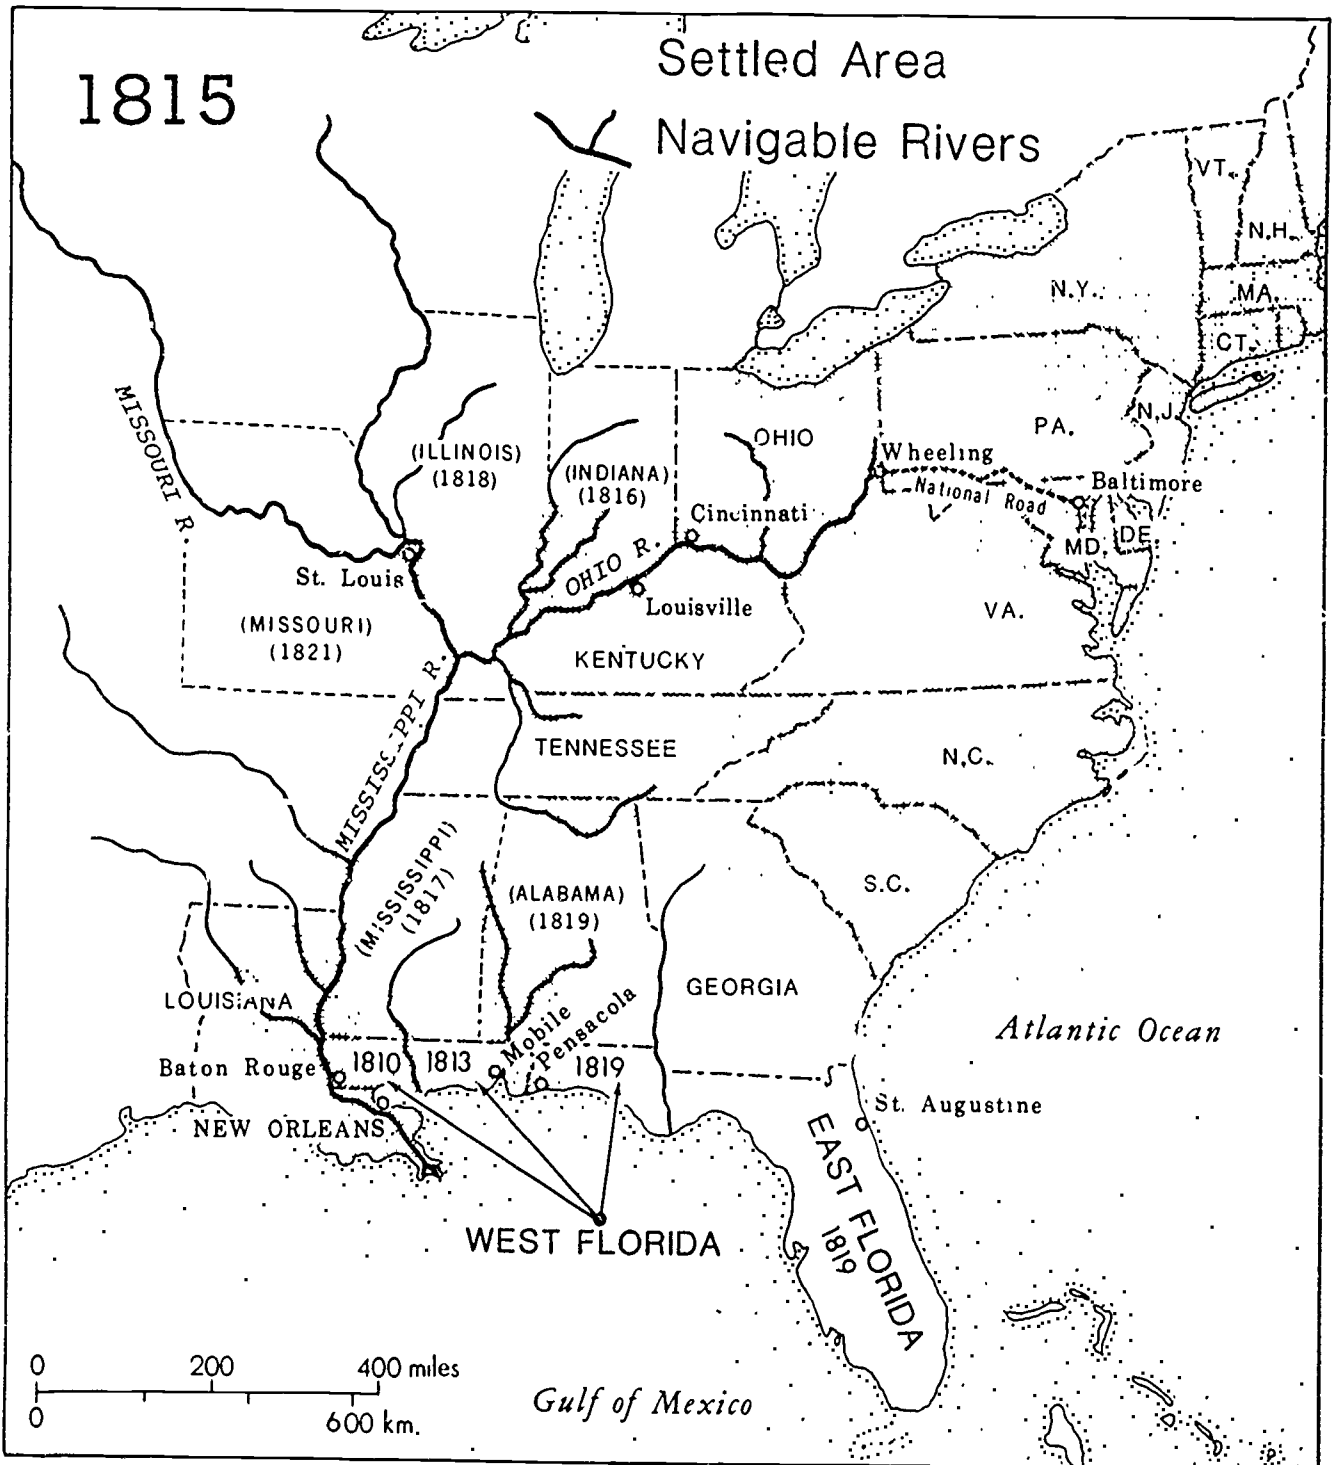 1815
Settled Area
Navigable Rivers
VT.
N.H.
N.Y.
MA.
CT.
MISSOURI R.
(ILLINOIS)
(1818)
(INDIANA)
(1816)
OHIO
PA.
N.J.
Wheeling
National Road
Baltimore
Cincinnati
MD.
DE
St. Louis
OHIO R.
Louisville
VA.
(MISSOURI)
(1821)
KENTUCKY
MISSISSIPPI R.
TENNESSEE
N.C.
(MISSISSIPPI)
(1817)
(ALABAMA)
(1819)
S.C.
LOUISIANA
GEORGIA
Atlantic Ocean
Baton Rouge
1810
1813
Mobile
Pensacola
1819
NEW ORLEANS
St. Augustine
EAST FLORIDA
1819
WEST FLORIDA
0 200 400 miles
0 600 km.
Gulf of Mexico